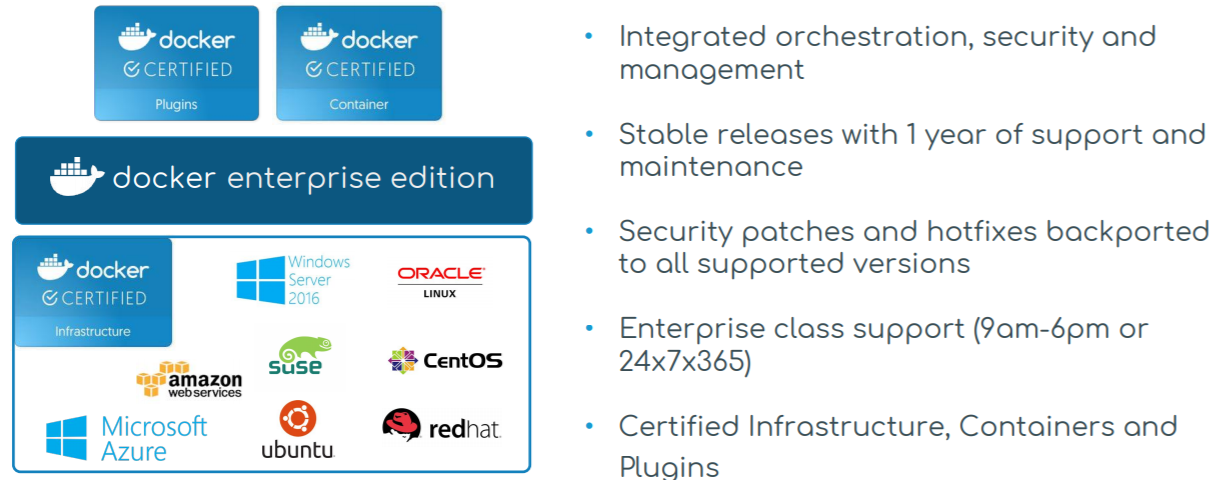 docker
CERTIFIED
Plugins
docker
CERTIFIED
Container
docker enterprise edition
docker
CERTIFIED
Infrastructure
Windows
Server
2016
ORACLE®
LINUX
SUSE
CentOS
amazon
webservices
Microsoft
Azure
ubuntu
redhat.
• Integrated orchestration, security and
management
• Stable releases with 1 year of support and
maintenance
• Security patches and hotfixes backported
to all supported versions
• Enterprise class support (9am-6pm or
24x7x365)
• Certified Infrastructure, Containers and
Plugins